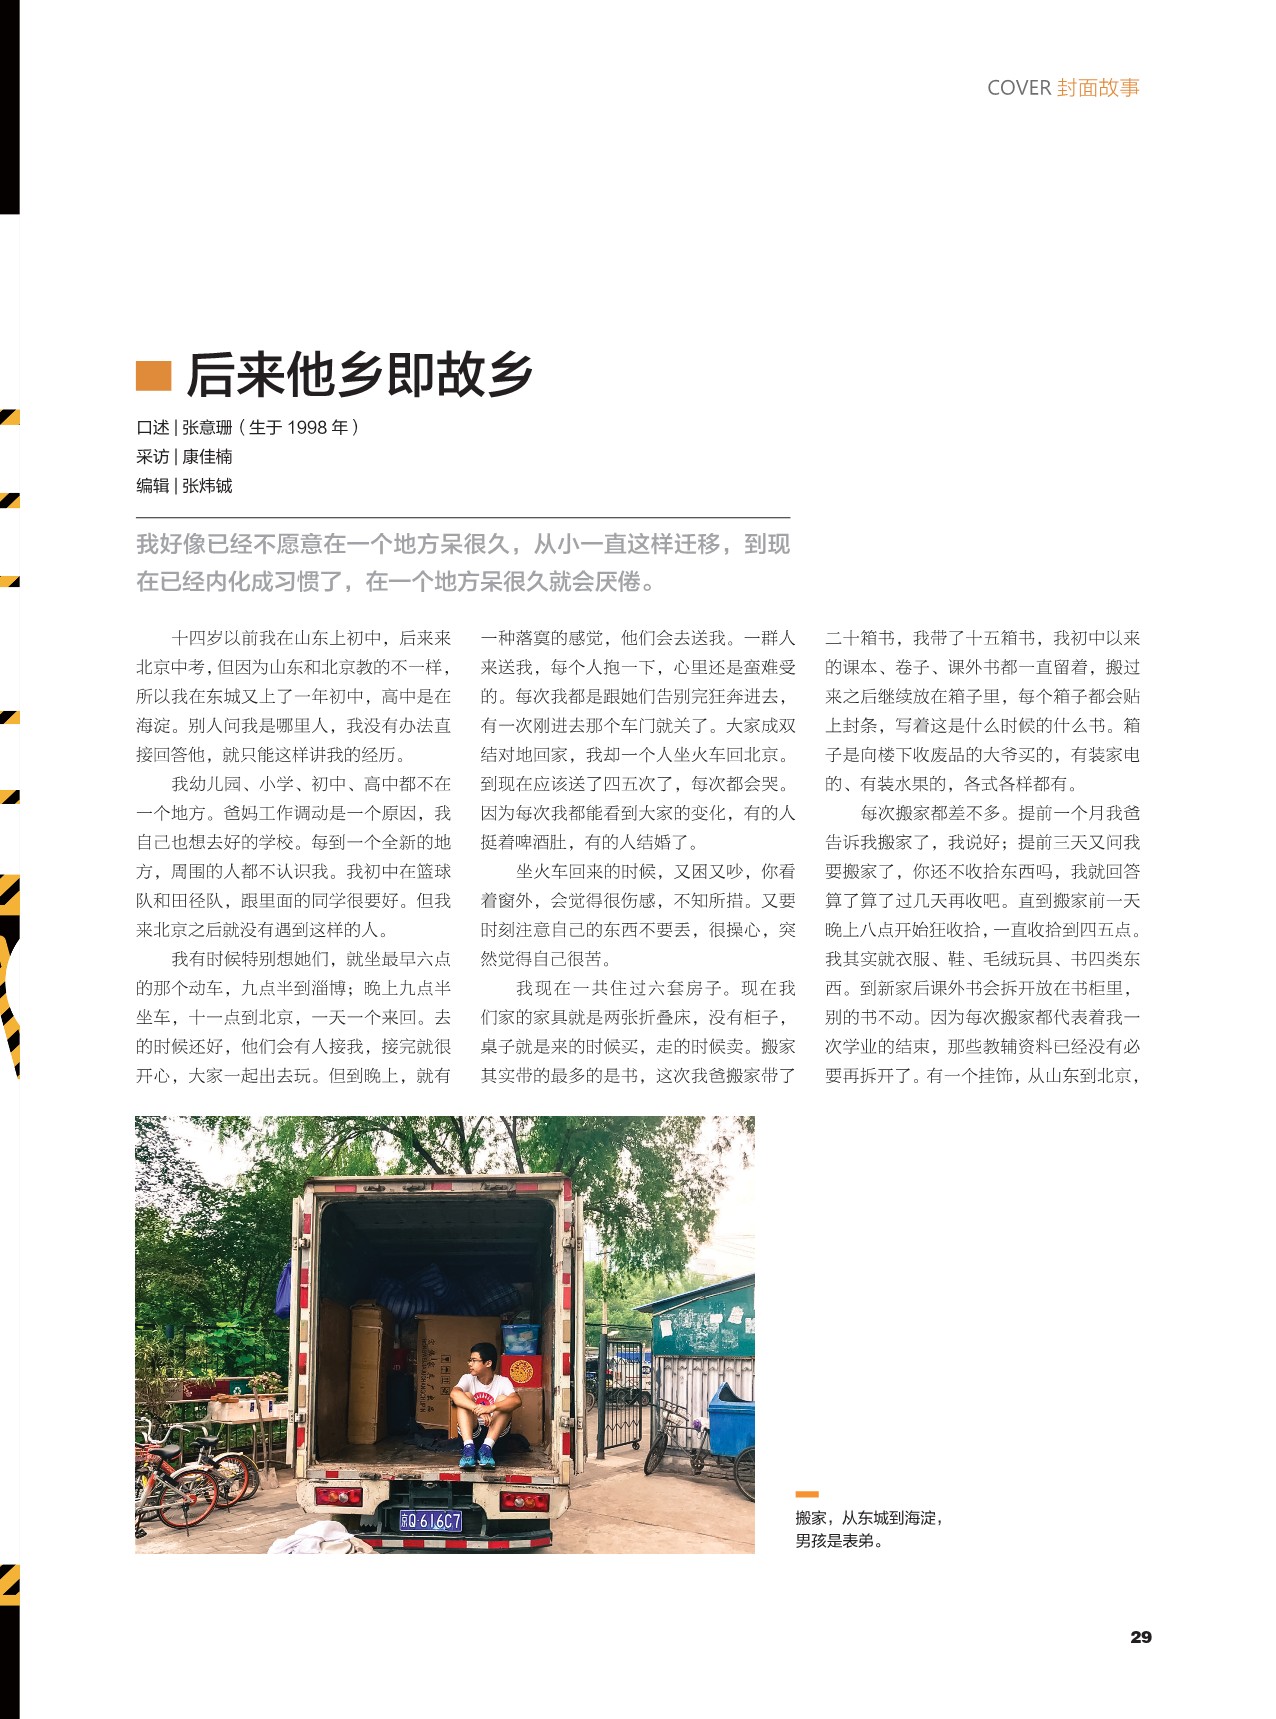 COVER 封面故事
后来他乡即故乡
口述 | 张意珊（生于 1998 年）
采访 | 康佳楠
编辑 | 张炜铖
我好像已经不愿意在一个地方呆很久，从小一直这样迁移，到现
在已经内化成习惯了，在一个地方呆很久就会厌倦。
十四岁以前我在山东上初中，后来来
北京中考，但因为山东和北京教的不一样，
所以我在东城又上了一年初中，高中是在
海淀。别人问我是哪里人，我没有办法直
接回答他，就只能这样讲我的经历。
我幼儿园、小学、初中、高中都不在
一个地方。爸妈工作调动是一个原因，我
自己也想去好的学校。每到一个全新的地
方，周围的人都不认识我。我初中在篮球
队和田径队，跟里面的同学很要好。但我
来北京之后就没有遇到这样的人。
我有时候特别想她们，就坐最早六点
的那个动车，九点半到淄博；晚上九点半
坐车，十一点到北京，一天一个来回。去
的时候还好，他们会有人接我，接完就很
开心，大家一起出去玩。但到晚上，就有
一种落寞的感觉，他们会去送我。一群人
来送我，每个人抱一下，心里还是蛮难受
的。每次我都是跟她们告别完狂奔进去，
有一次刚进去那个车门就关了。大家成双
结对地回家，我却一个人坐火车回北京。
到现在应该送了四五次了，每次都会哭。
因为每次我都能看到大家的变化，有的人
挺着啤酒肚，有的人结婚了。
坐火车回来的时候，又困又吵，你看
着窗外，会觉得很伤感，不知所措。又要
时刻注意自己的东西不要丢，很操心，突
然觉得自己很苦。
我现在一共住过六套房子。现在我
们家的家具就是两张折叠床，没有柜子，
桌子就是来的时候买，走的时候卖。搬家
其实带的最多的是书，这次我爸搬家带了
二十箱书，我带了十五箱书，我初中以来
的课本、卷子、课外书都一直留着，搬过
来之后继续放在箱子里，每个箱子都会贴
上封条，写着这是什么时候的什么书。箱
子是向楼下收废品的大爷买的，有装家电
的、有装水果的，各式各样都有。
每次搬家都差不多。提前一个月我爸
告诉我搬家了，我说好；提前三天又问我
要搬家了，你还不收拾东西吗，我就回答
算了算了过几天再收吧。直到搬家前一天
晚上八点开始狂收拾，一直收拾到四五点。
我其实就衣服、鞋、毛绒玩具、书四类东
西。到新家后课外书会拆开放在书柜里，
别的书不动。因为每次搬家都代表着我一
次学业的结束，那些教辅资料已经没有必
要再拆开了。有一个挂饰，从山东到北京，
京Q·616C7
搬家，从东城到海淀，
男孩是表弟。
29